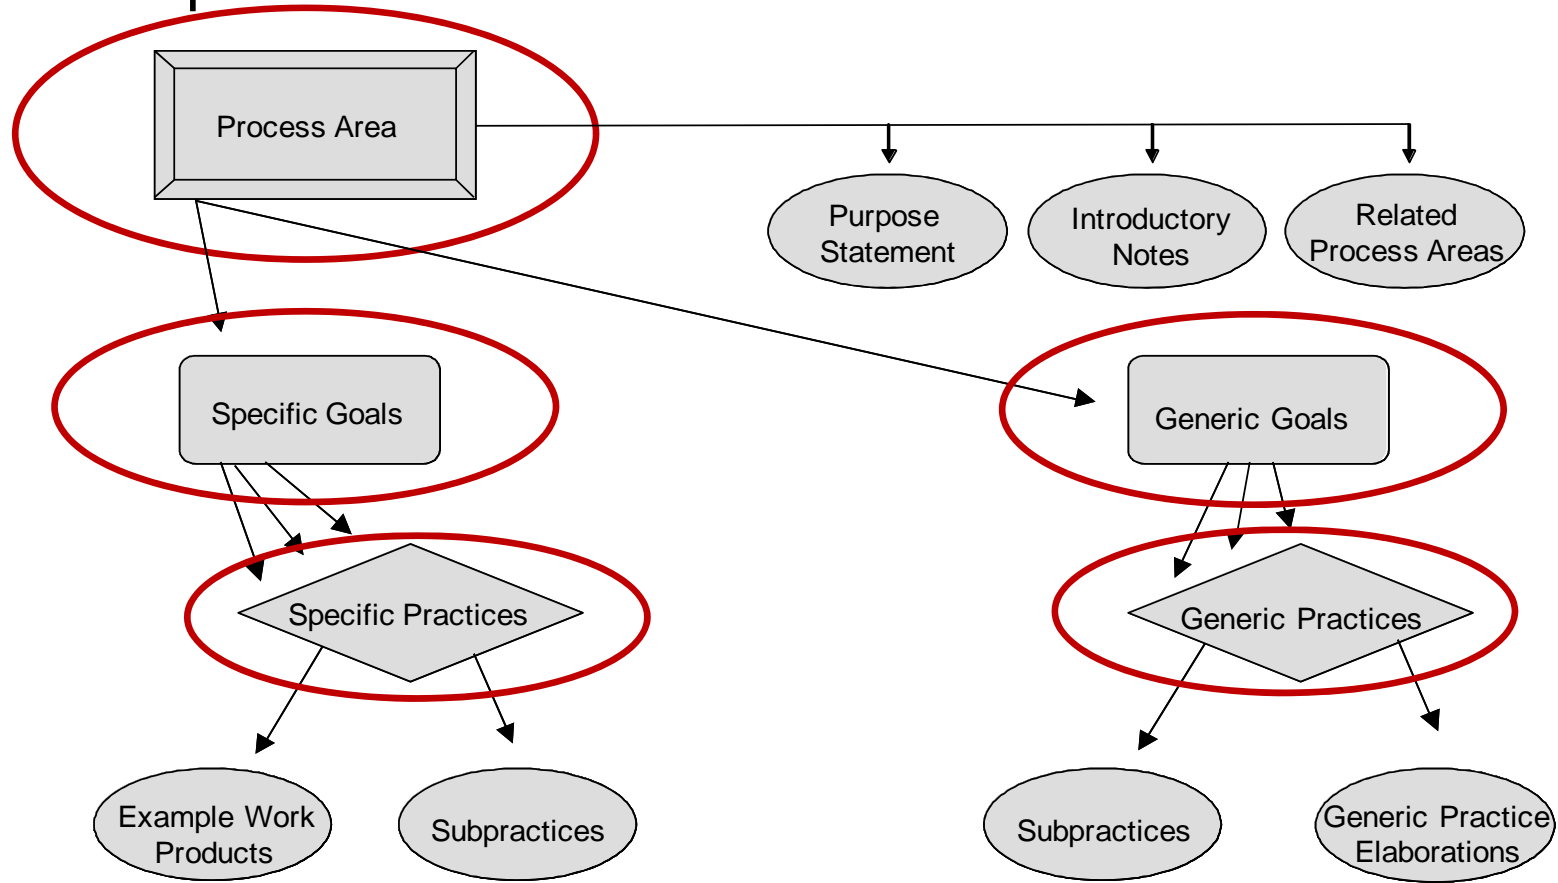 Process Area
Purpose
Statement
Introductory
Notes
Related
Process Areas
Specific Goals
Generic Goals
Specific Practices
Generic Practices
Example Work
Products
Subpractices
Subpractices
Generic Practice
Elaborations